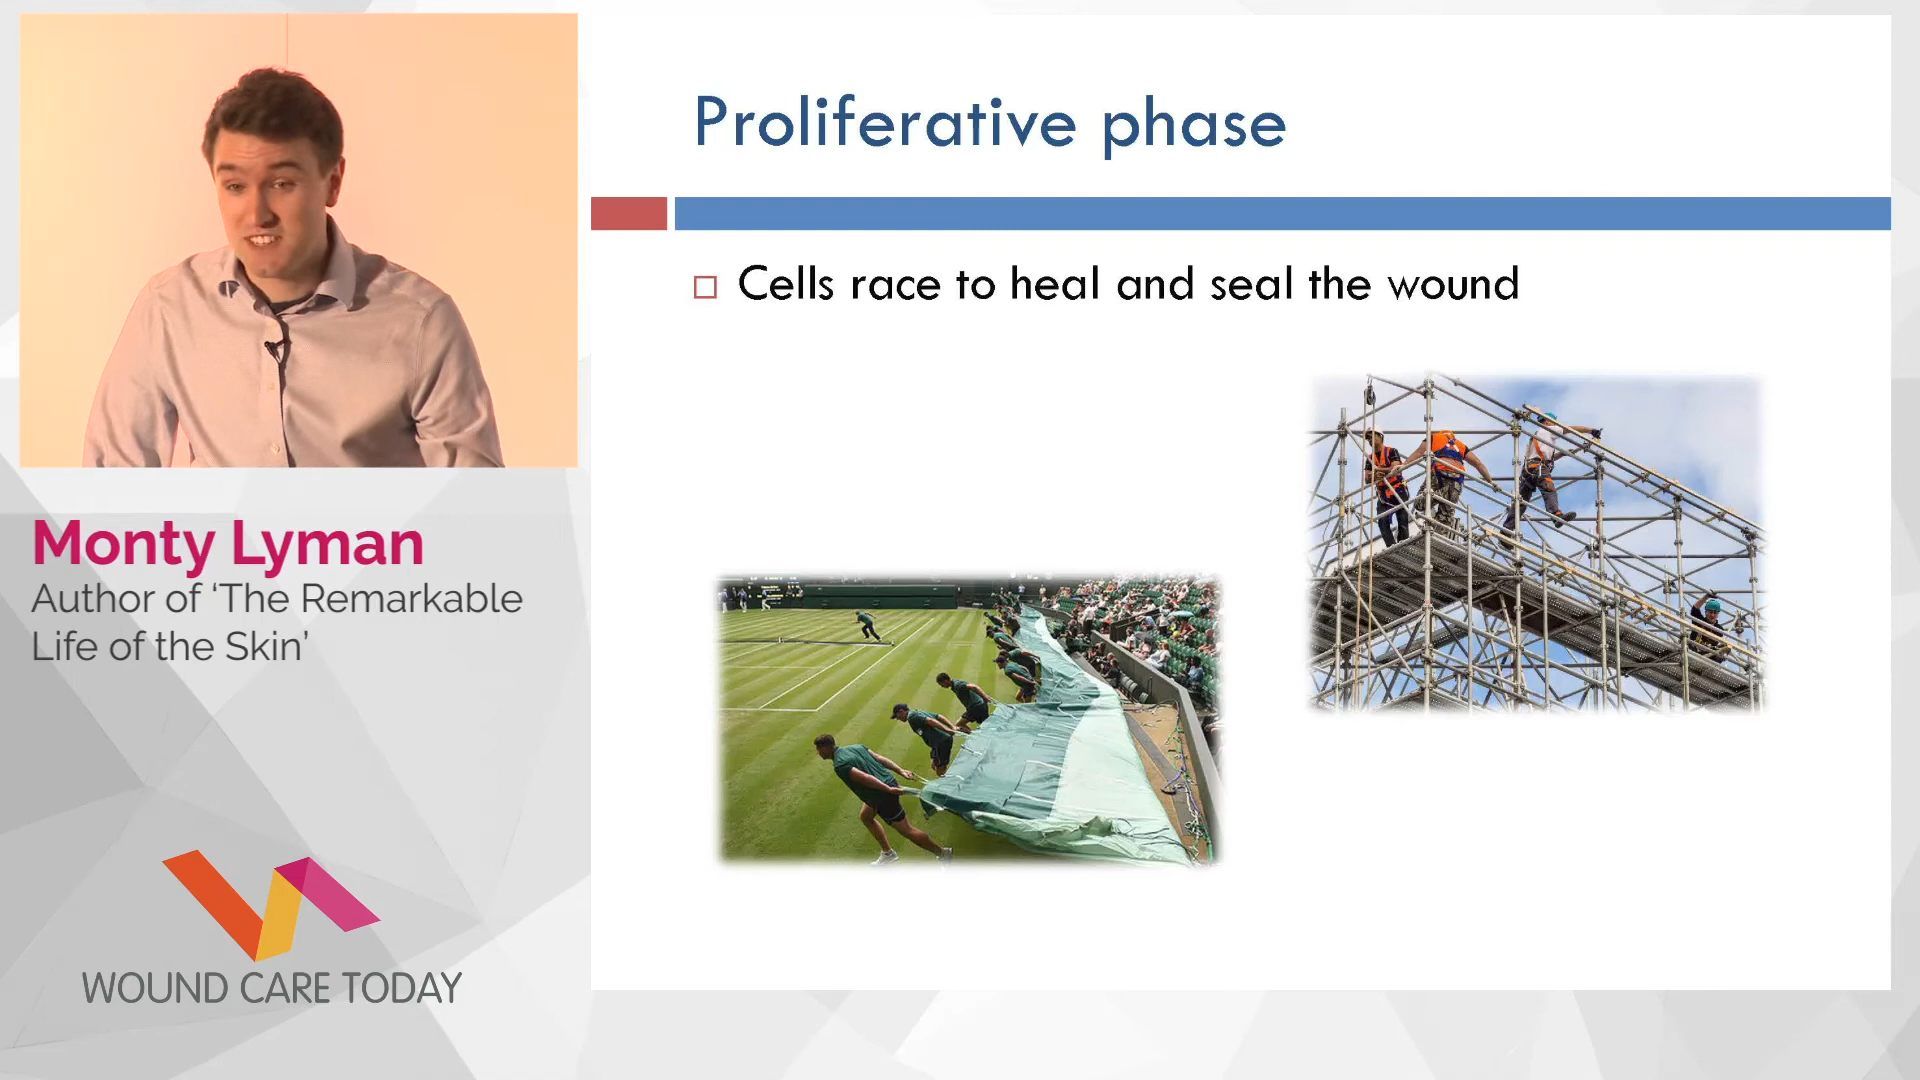 Proliferative phase
Cells race to heal and seal the wound
Monty Lyman
Author of ‘The Remarkable
Life of the Skin’
WOUND CARE TODAY